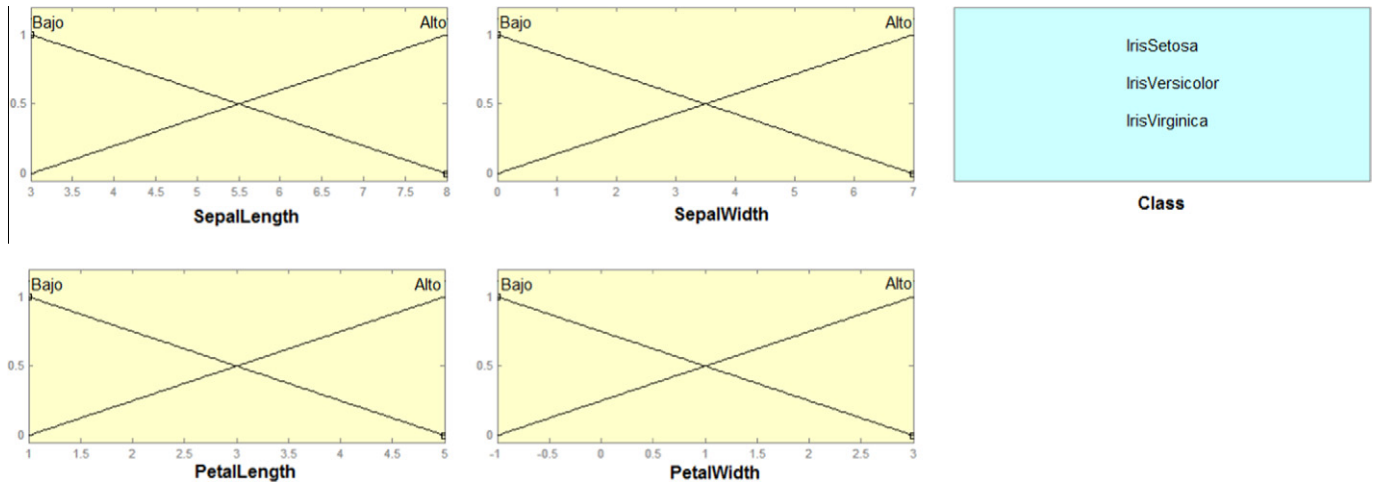 Bajo Alto
1
0.5
0
3 3.5 4 4.5 5 5.5 6 6.5 7 7.5 8
SepalLength
Bajo Alto
1
0.5
0
0 1 2 3 4 5 6 7
SepalWidth
IrisSetosa
IrisVersicolor
IrisVirginica
Class
Bajo Alto
1
0.5
0
1 1.5 2 2.5 3 3.5 4 4.5 5
PetalLength
Bajo Alto
1
0.5
0
-1 -0.5 0 0.5 1 1.5 2 2.5 3
PetalWidth